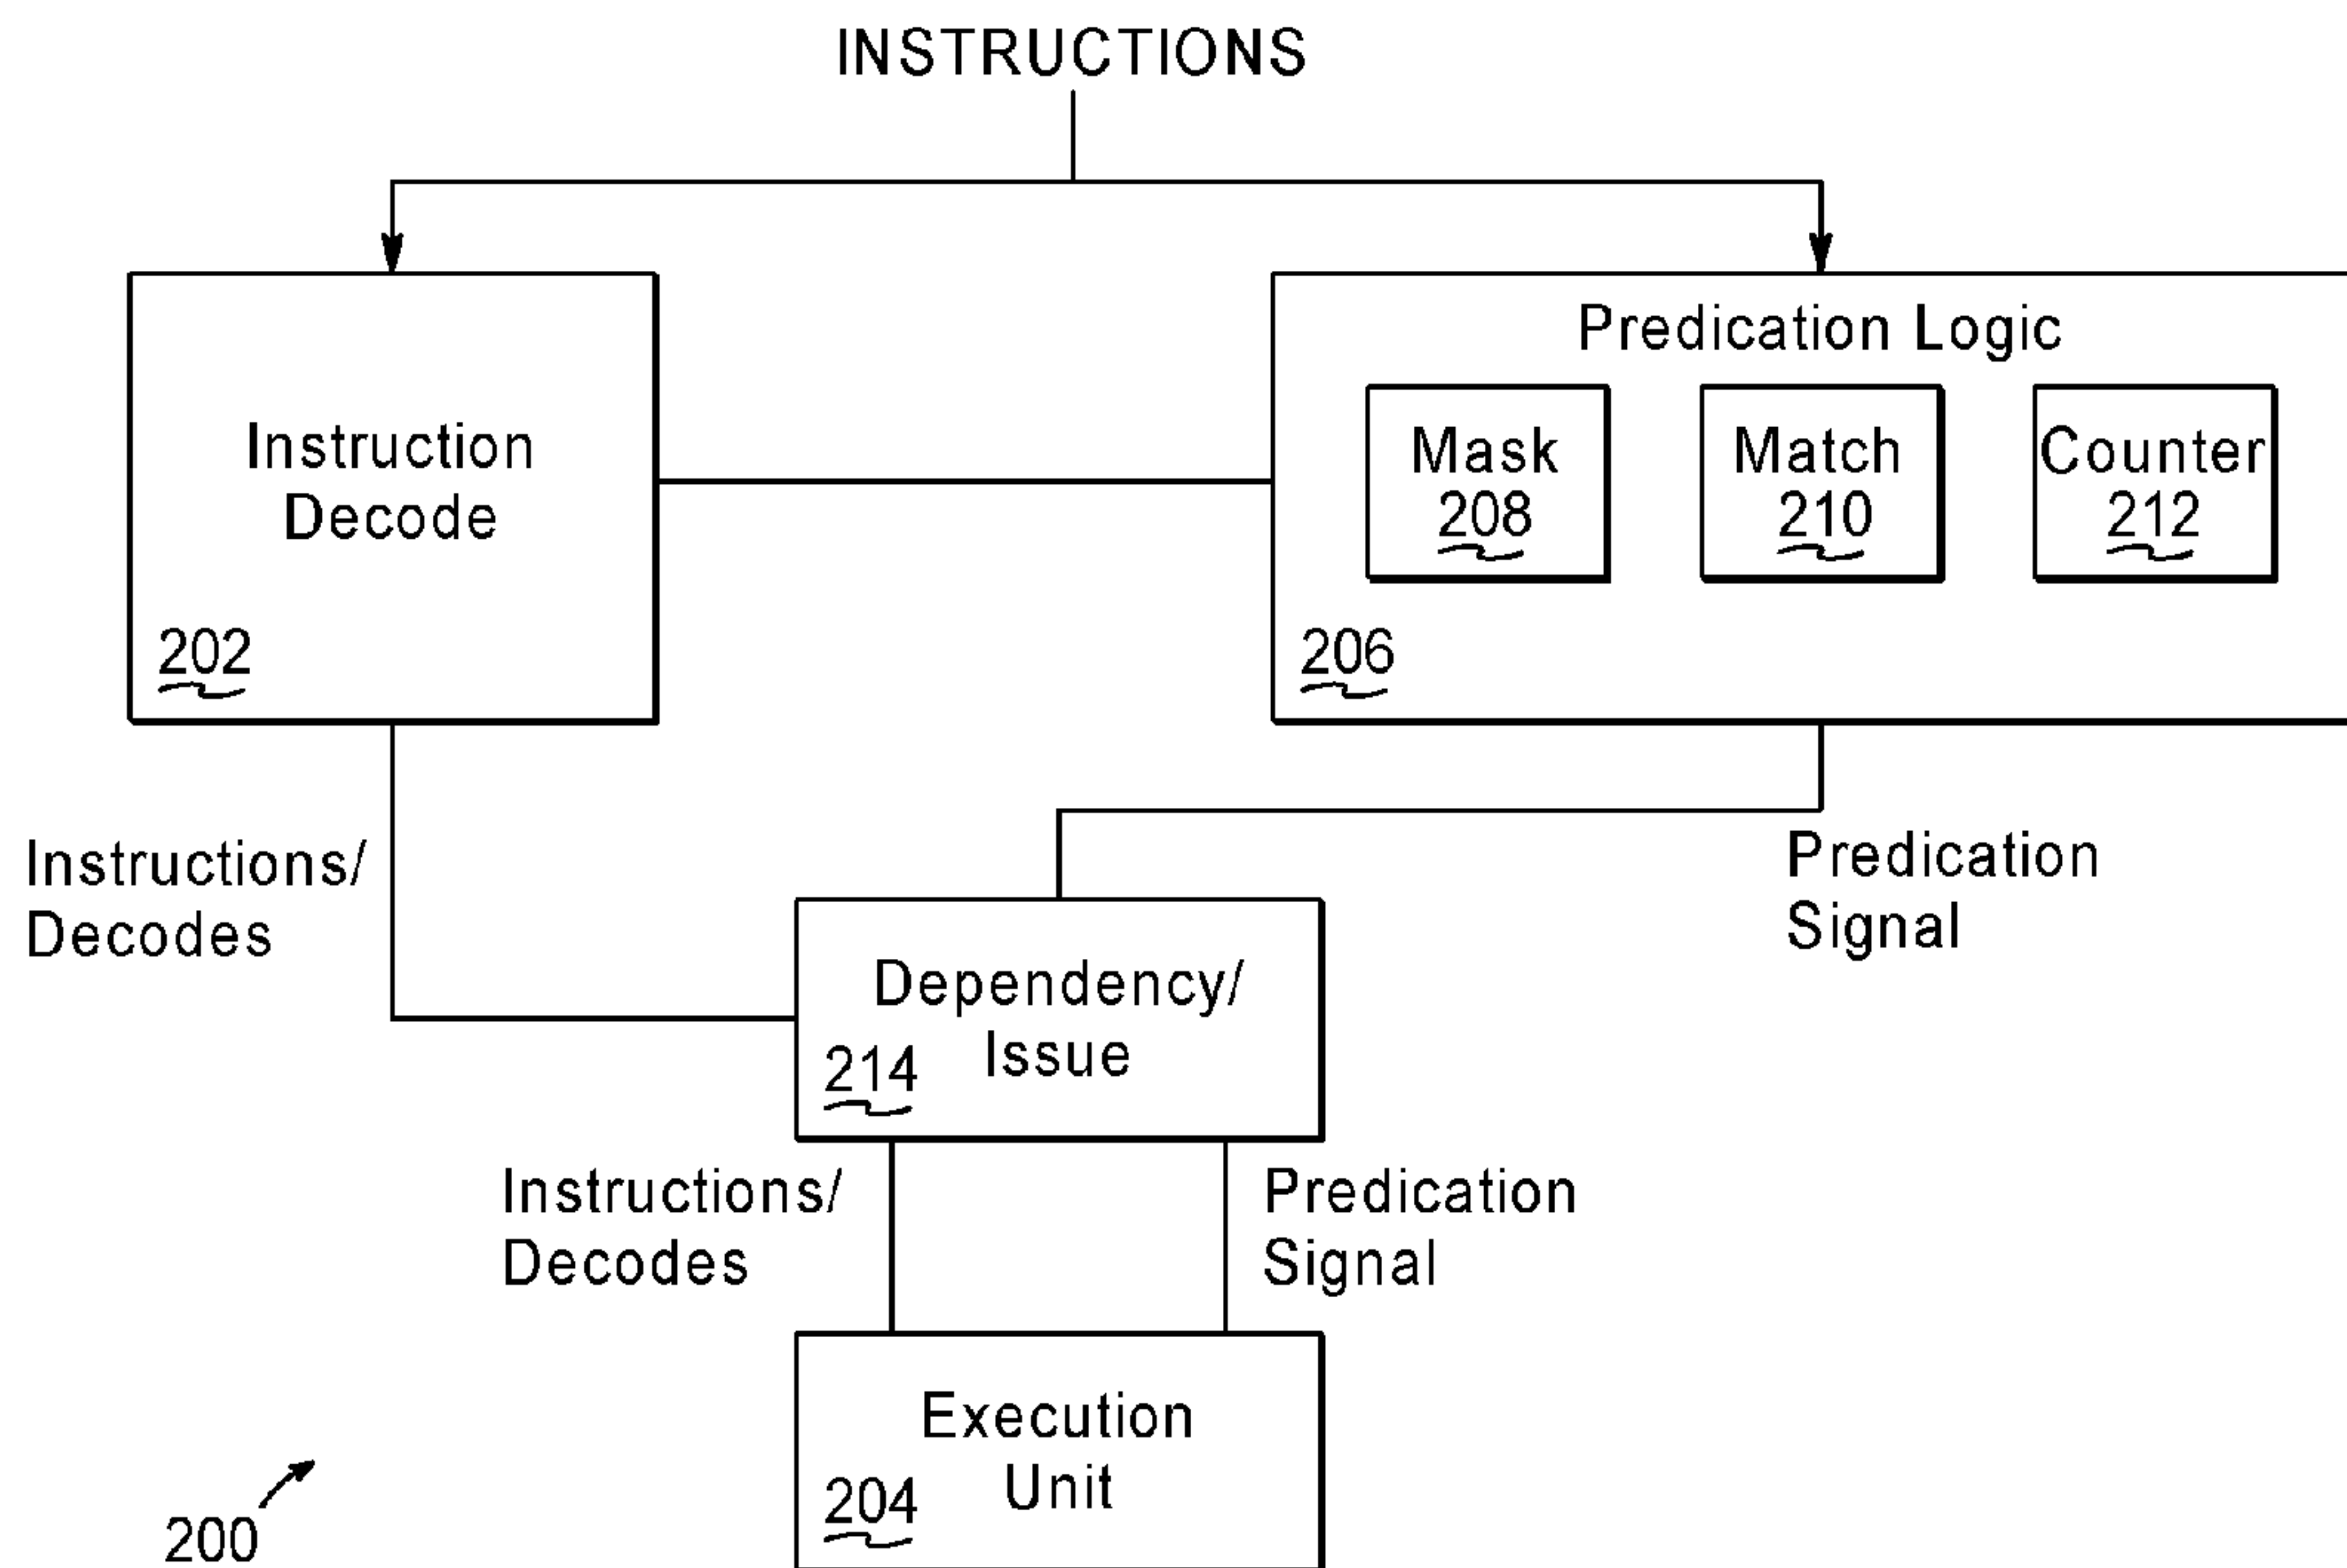 INSTRUCTIONS
Instruction
Decode
202
Predication Logic
Mask
208
Match
210
Counter
212
206
Instructions/
Decodes
Predication
Signal
Dependency/
Issue
214
Instructions/
Decodes
Predication
Signal
Execution
Unit
204
200